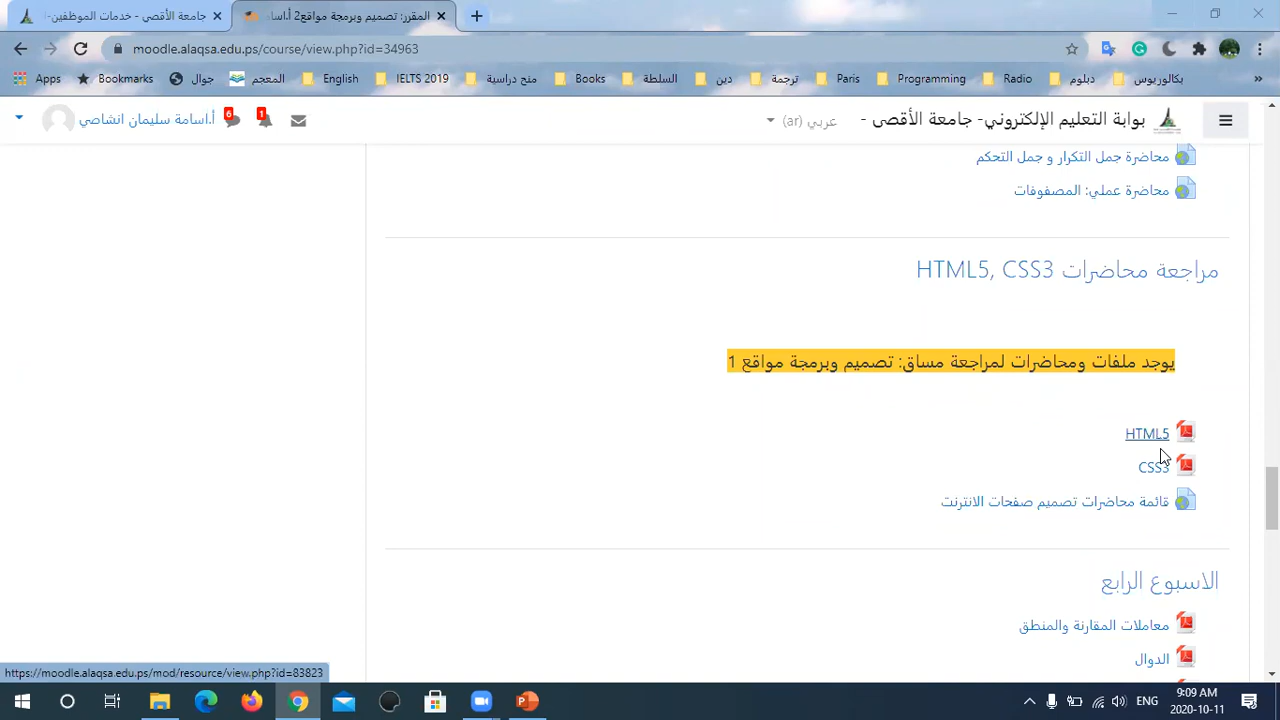 جامعة الأقصى - خدمات الموظفين
المقرر: تصميم وبرمجة مواقع2 أ.اسام
moodle.alaqsa.edu.ps/course/view.php?id=34963
Apps Bookmarks جوال المعجم English IELTS 2019 منح دراسية Books السلطة دين ترجمة Paris Programming Radio دبلوم بكالوريوس »
بوابة التعليم الإلكتروني- جامعة الأقصى - عربي (ar) 1 6 أ.اسامة سليمان انشاصي
محاضرة جمل التكرار و جمل التحكم
محاضرة عملي: المصفوفات
مراجعة محاضرات HTML5, CSS3
يوجد ملفات ومحاضرات لمراجعة مساق: تصميم وبرمجة مواقع 1
HTML5
CSS3
قائمة محاضرات تصميم صفحات الانترنت
الاسبوع الرابع
معاملات المقارنة والمنطق
الدوال
https://moodle.alaqsa.edu.ps/mod/resource/view.php?id=83823
ENG
9:09 AM
2020-10-11